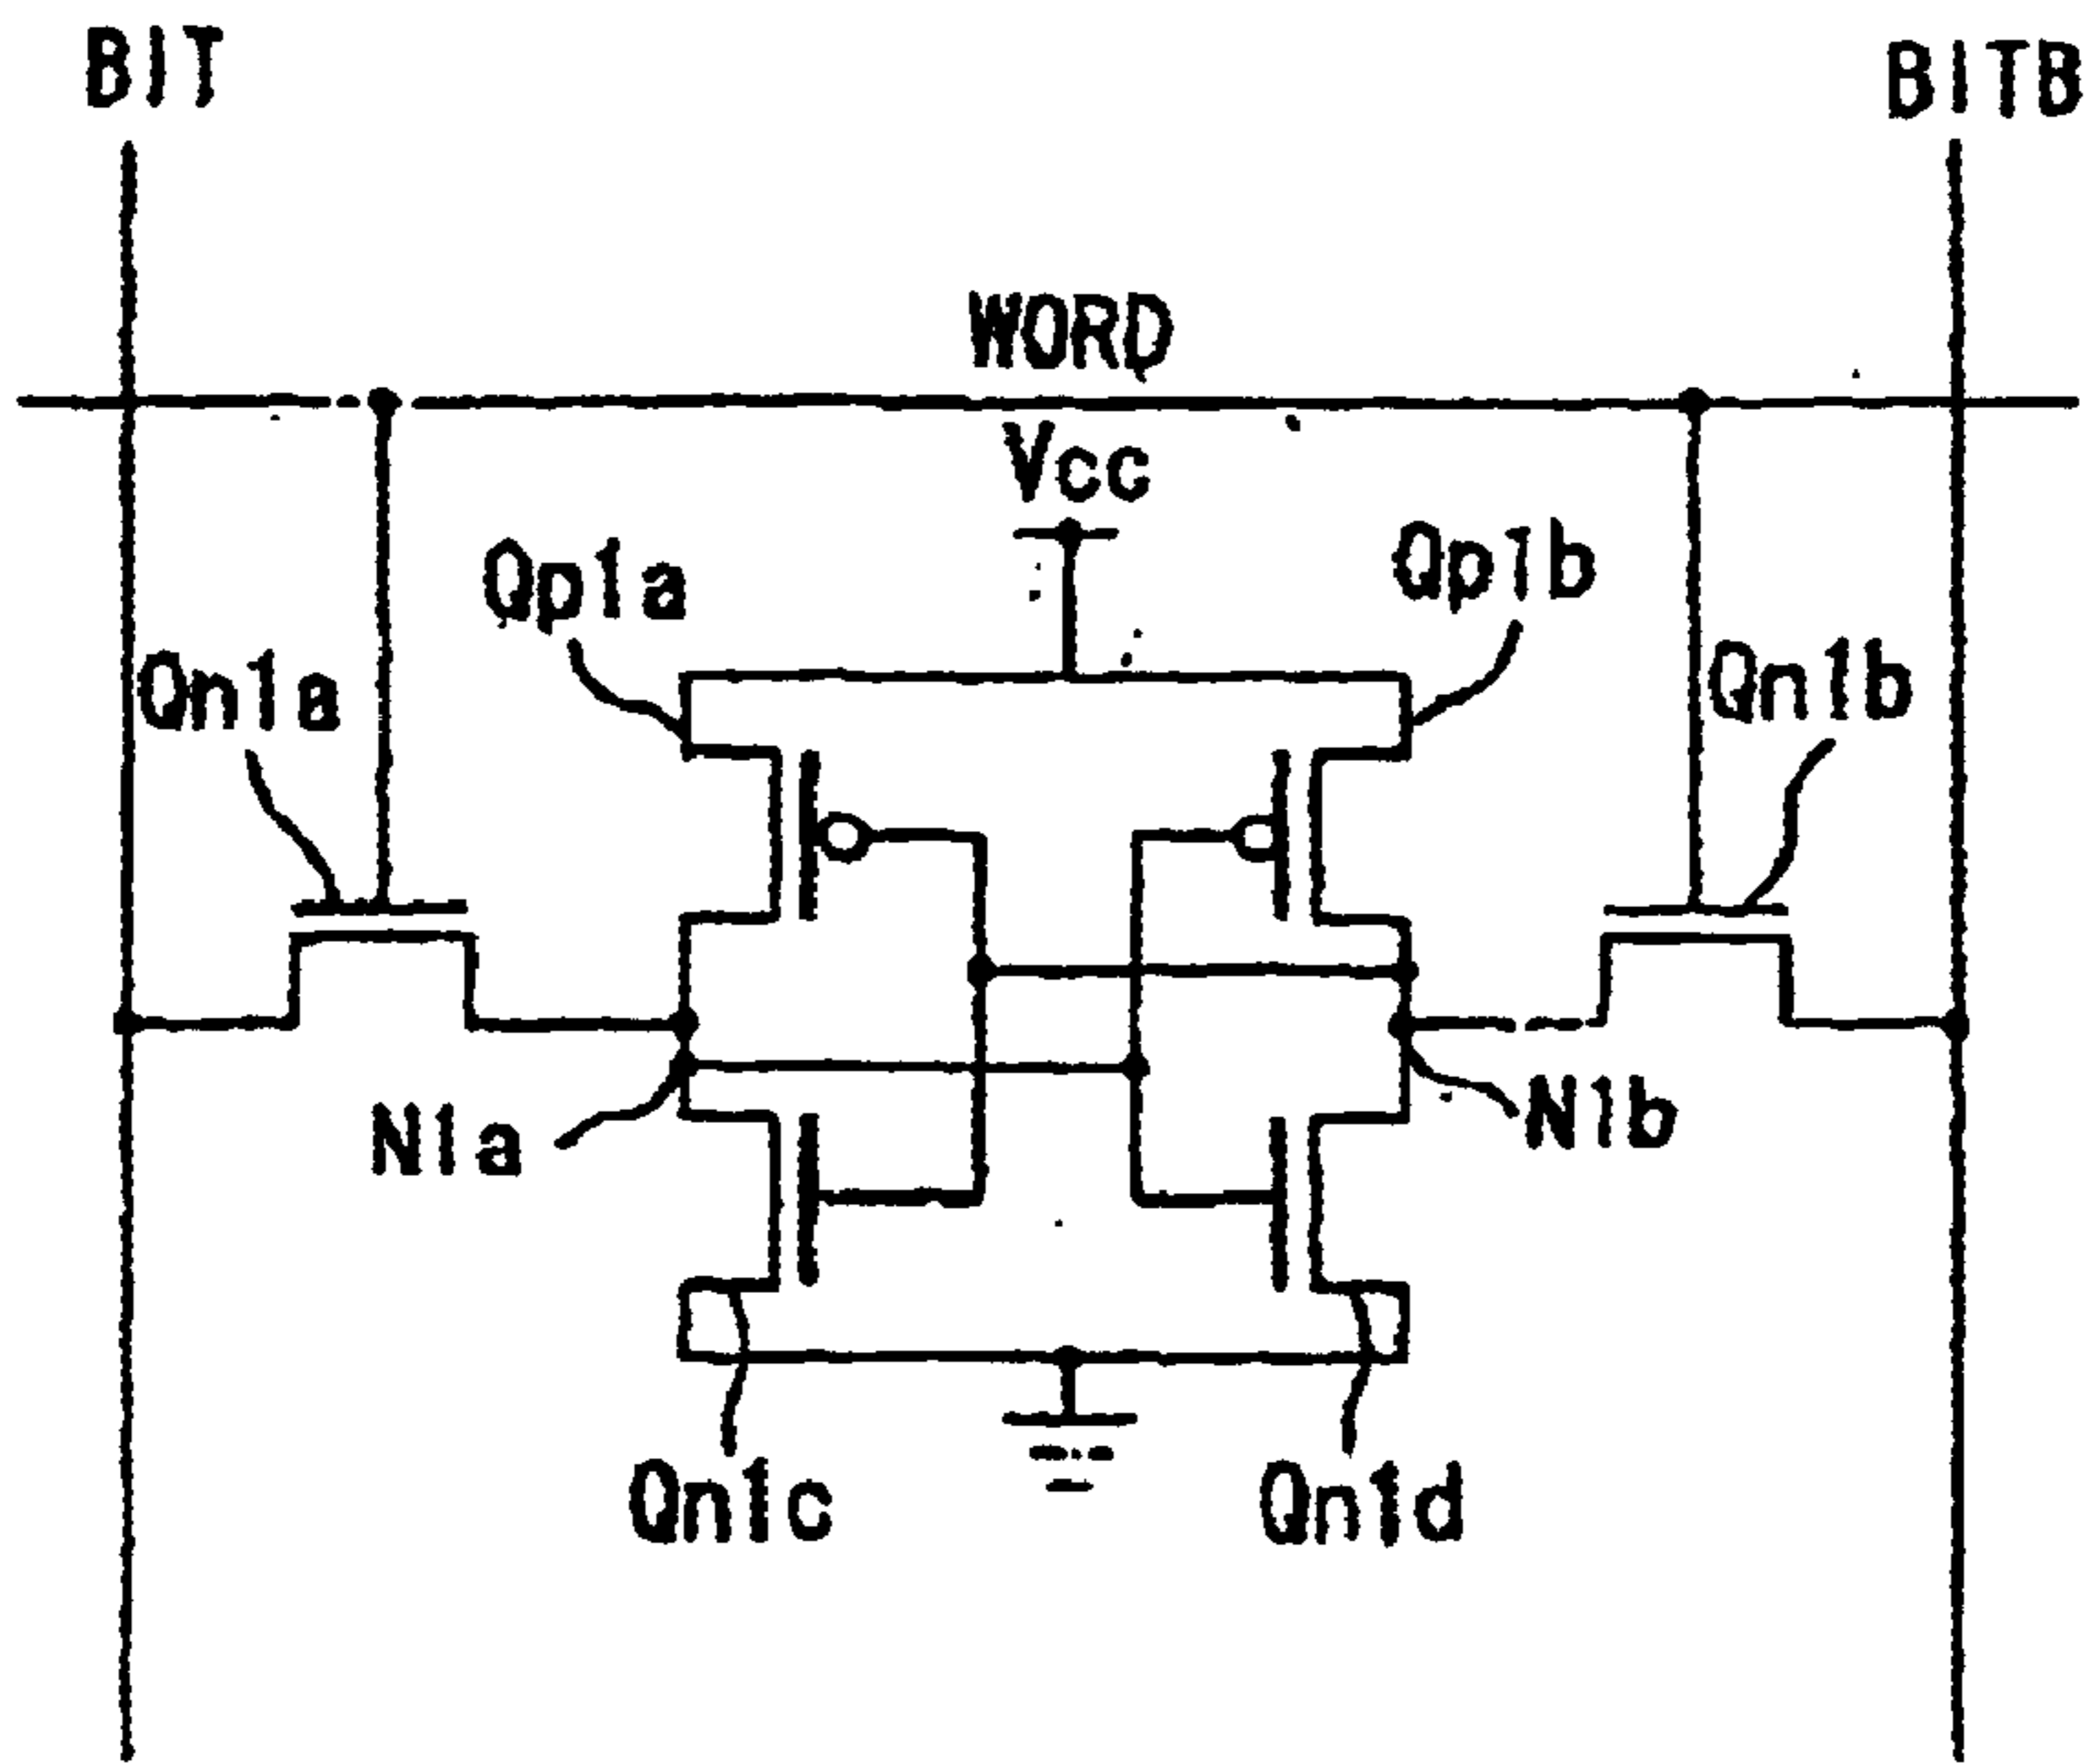 BIT
BITB
WORD
Vcc
Qp1a
Qp1b
Qn1a
Qn1b
N1a
N1b
Qn1c
Qn1d